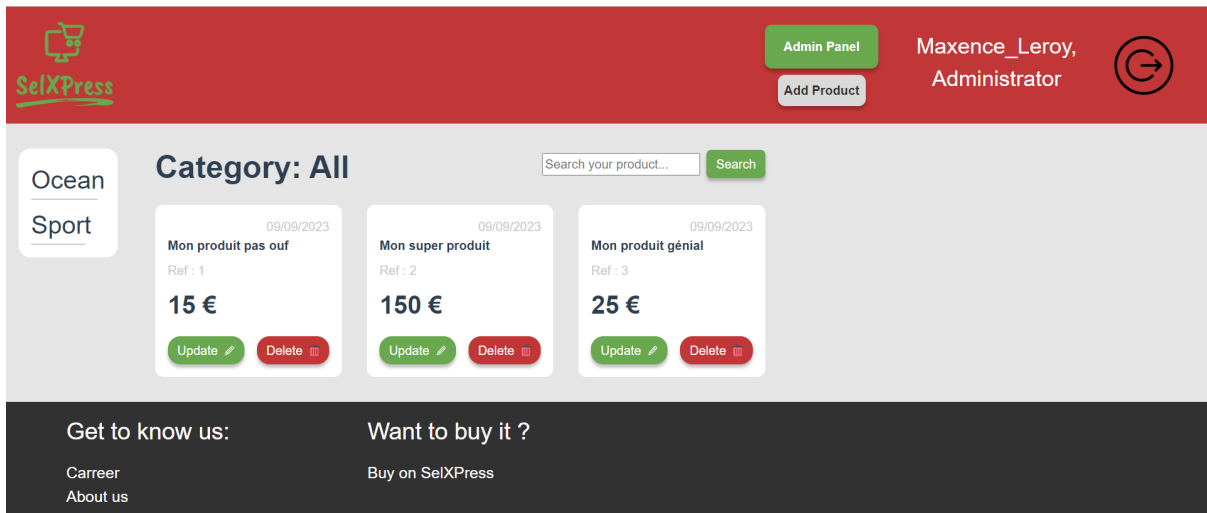 SelXPress
Admin Panel
Add Product
Maxence_Leroy,
Administrator
Ocean
Sport
Category: All
Search your product...
Search
09/09/2023
Mon produit pas ouf
Ref : 1
15 €
Update
Delete
09/09/2023
Mon super produit
Ref : 2
150 €
Update
Delete
09/09/2023
Mon produit génial
Ref : 3
25 €
Update
Delete
Get to know us:
Carreer
About us
Want to buy it ?
Buy on SelXPress